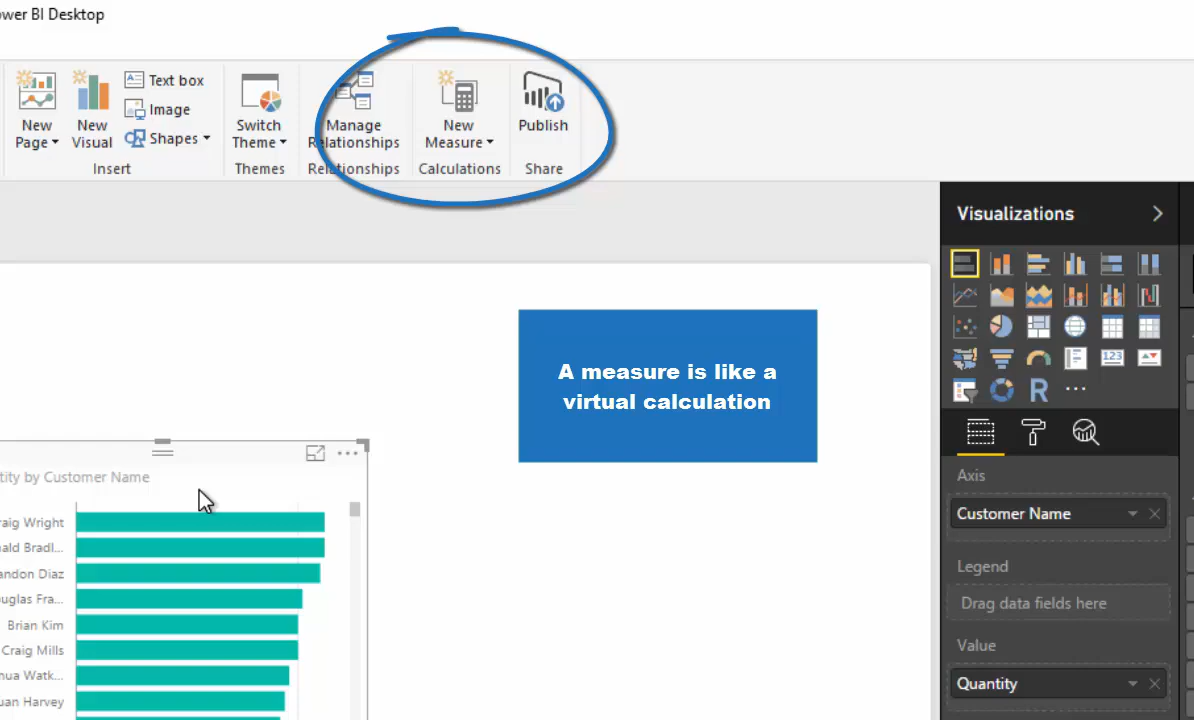 ower BI Desktop
New Page
New Visual
Text box
Image
Shapes
Insert
Switch Theme
Themes
Manage Relationships
Relationships
New Measure
Calculations
Publish
Share
Visualizations
A measure is like a
virtual calculation
123
R
tity by Customer Name
raig Wright
nald Bradl...
andon Diaz
ouglas Fra...
Brian Kim
Craig Mills
hua Watk...
uan Harvey
Axis
Customer Name
Legend
Drag data fields here
Value
Quantity